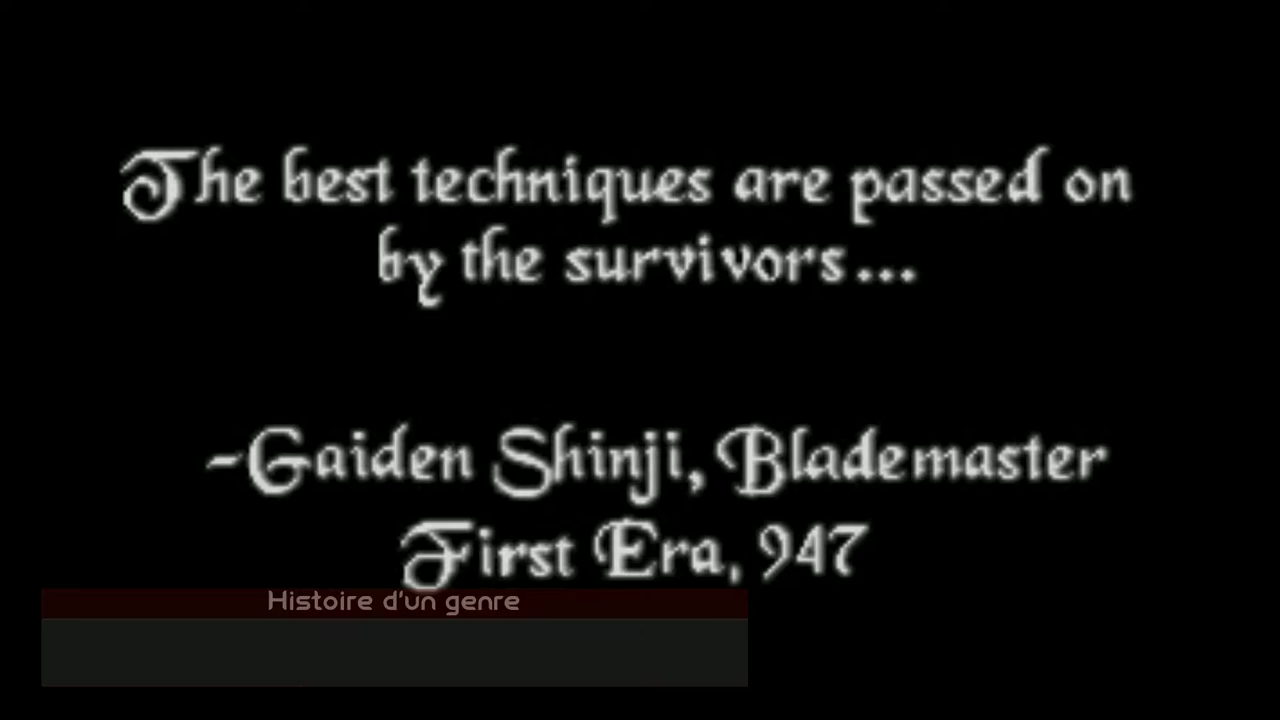 The best techniques are passed on
by the survivors...
-Gaiden Shinji, Blademaster
First Era, 947
Histoire d'un genre